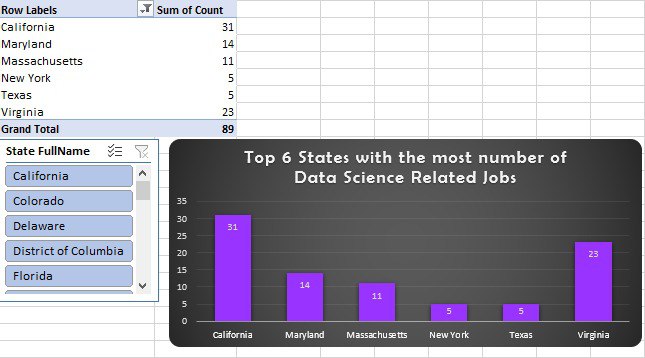 Row Labels Sum of Count
California 31
Maryland 14
Massachusetts 11
New York 5
Texas 5
Virginia 23
Grand Total 89
State FullName
California
Colorado
Delaware
District of Columbia
Florida
Top 6 States with the most number of
Data Science Related Jobs
35
30
25
20
15
10
5
0
31
14
11
5
5
23
California Maryland Massachusetts New York Texas Virginia